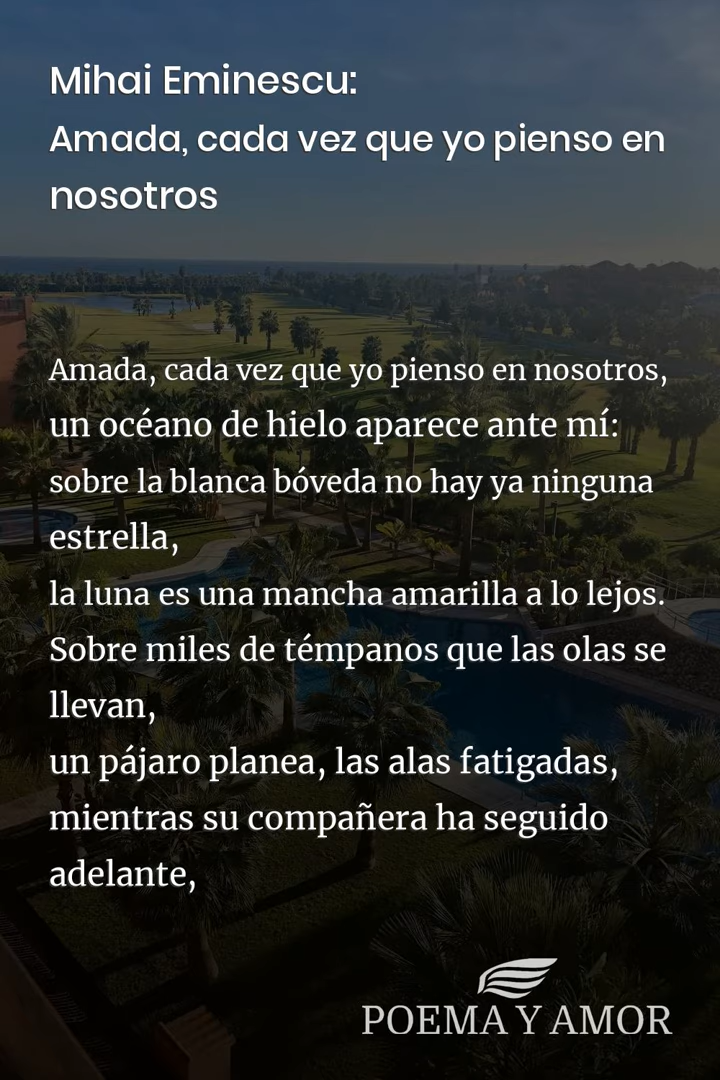 Mihai Eminescu:
Amada, cada vez que yo pienso en
nosotros
Amada, cada vez que yo pienso en nosotros,
un océano de hielo aparece ante mí:
sobre la blanca bóveda no hay ya ninguna
estrella,
la luna es una mancha amarilla a lo lejos.
Sobre miles de témpanos que las olas se
llevan,
un pájaro planea, las alas fatigadas,
mientras su compañera ha seguido
adelante,
POEMA Y AMOR